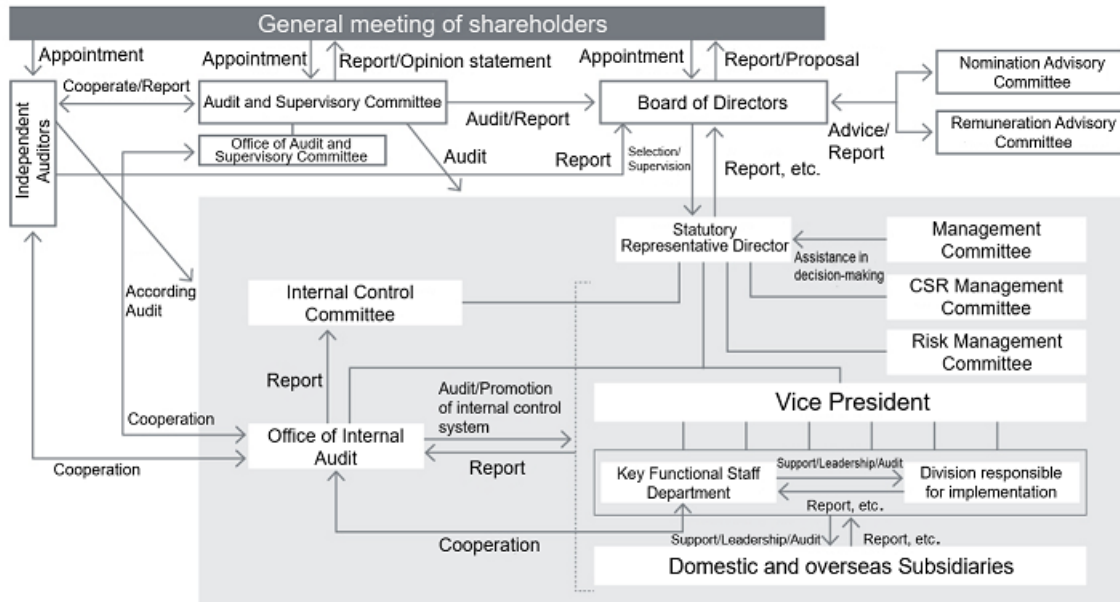 General meeting of shareholders
Appointment
Appointment
Report/Opinion statement
Appointment
Report/Proposal
Independent
Auditors
Cooperate/Report
Audit and Supervisory Committee
Audit/Report
Board of Directors
Advice/
Report
Nomination Advisory
Committee
Remuneration Advisory
Committee
Office of Audit and
Supervisory Committee
Audit
Report
Selection/
Supervision
Report, etc.
Statutory
Representative Director
Assistance in
decision-making
Management
Committee
CSR Management
Committee
Risk Management
Committee
According
Audit
Internal Control
Committee
Report
Audit/Promotion
of internal control
system
Report
Vice President
Cooperation
Cooperation
Office of Internal
Audit
Key Functional Staff
Department
Support/Leadership/Audit
Report, etc.
Division responsible
for implementation
Cooperation
Support/Leadership/Audit
Report, etc.
Domestic and overseas Subsidiaries